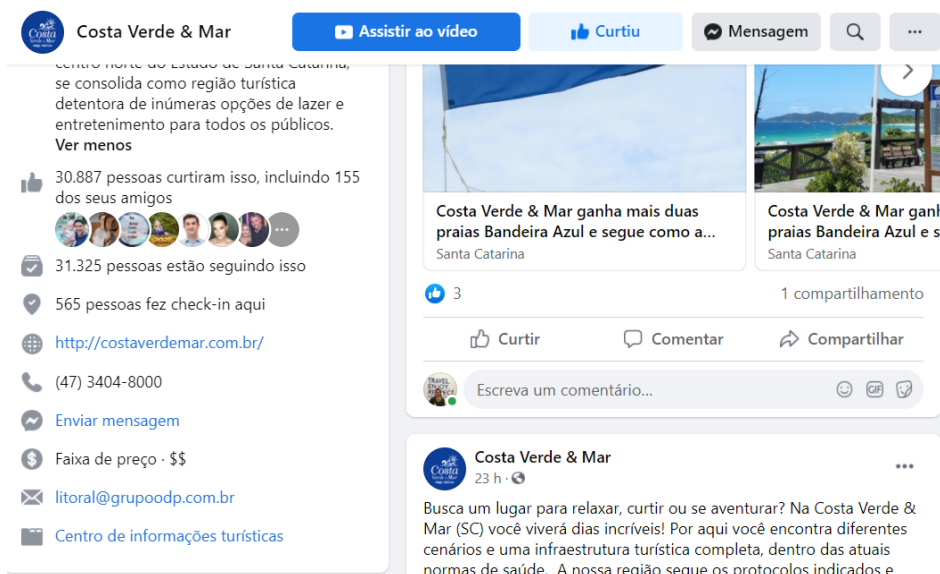 Costa Verde & Mar
Assistir ao vídeo
Curtiu
Mensagem
centro norte do Estado de Santa Catarina,
se consolida como região turística
detentora de inúmeras opções de lazer e
entretenimento para todos os públicos.
Ver menos
30.887 pessoas curtiram isso, incluindo 155
dos seus amigos
31.325 pessoas estão seguindo isso
565 pessoas fez check-in aqui
http://costaverdemar.com.br/
(47) 3404-8000
Enviar mensagem
Faixa de preço · $$
litoral@grupoodp.com.br
Centro de informações turísticas
Costa Verde & Mar ganha mais duas
praias Bandeira Azul e segue como a...
Santa Catarina
Costa Verde & Mar ganh
praias Bandeira Azul e s
Santa Catarina
3
1 compartilhamento
Curtir
Comentar
Compartilhar
TRAVEL
ENJOY
Escreva um comentário...
GIF
Costa
Costa Verde & Mar
23 h ·
Busca um lugar para relaxar, curtir ou se aventurar? Na Costa Verde &
Mar (SC) você viverá dias incríveis! Por aqui você encontra diferentes
cenários e uma infraestrutura turística completa, dentro das atuais
normas de saúde. A nossa região segue os protocolos indicados e